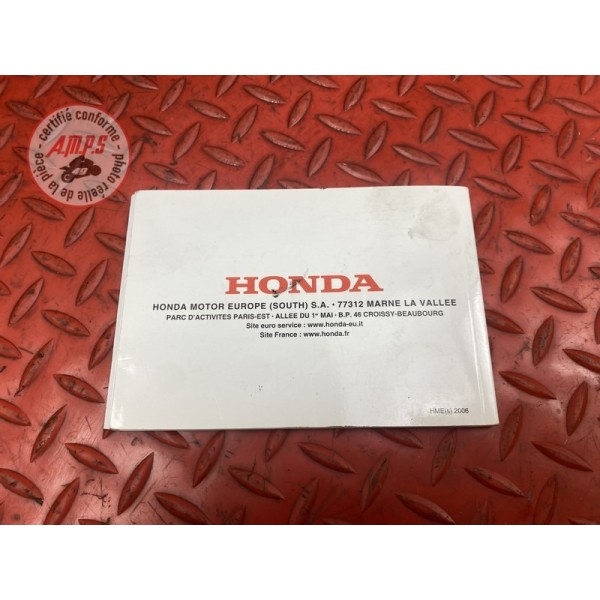 certifié conforme
A.M.P.S
photo réelle de la pièce
HONDA
HONDA MOTOR EUROPE (SOUTH) S.A. · 77312 MARNE LA VALLEE
PARC D'ACTIVITES PARIS-EST · ALLEE DU 1er MAI · B.P. 46 CROISSY-BEAUBOURG
Site euro service : www.honda-eu.it
Site France : www.honda.fr
HME(s) 2006